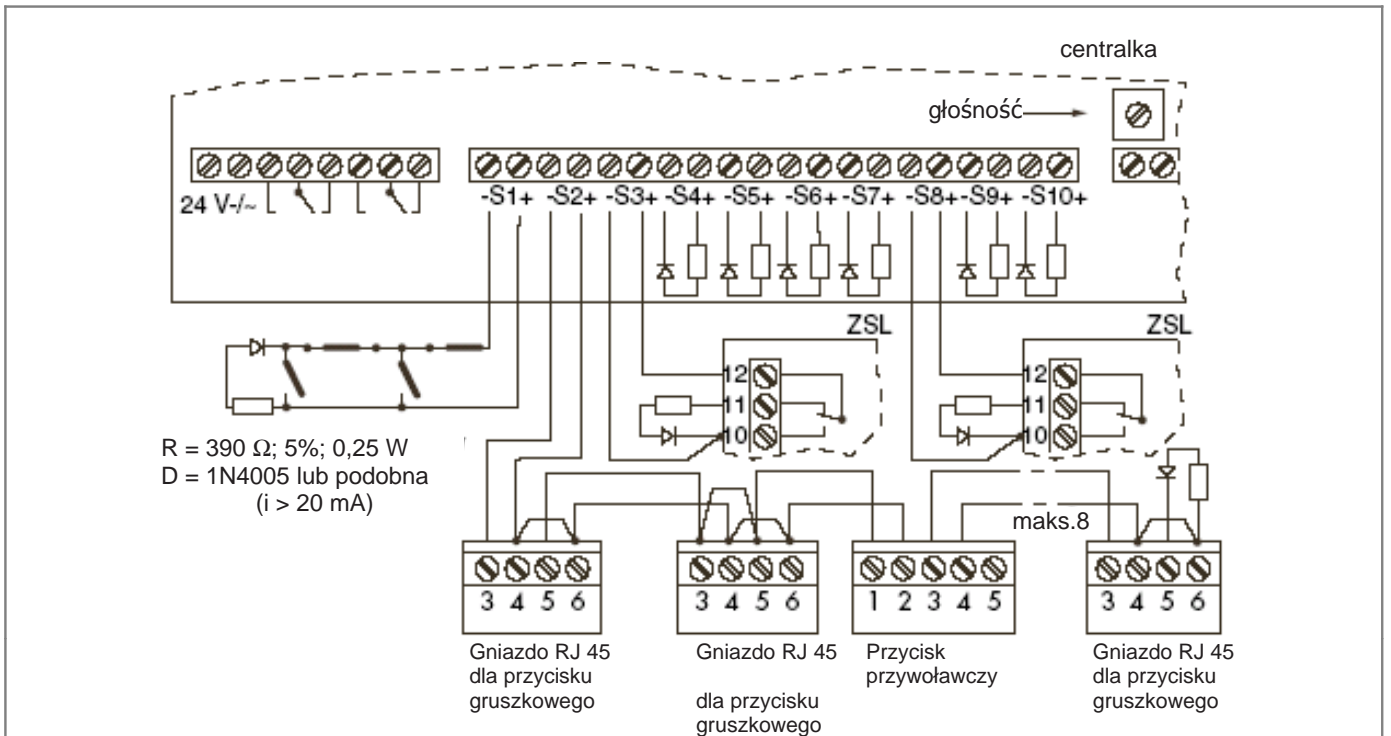 centralka
głośność
24 V-/~
-S1+ -S2+ -S3+ -S4+ -S5+ -S6+ -S7+ -S8+ -S9+ -S10+
ZSL
ZSL
12
11
10
12
11
10
R = 390 Ω; 5%; 0,25 W
D = 1N4005 lub podobna
(i > 20 mA)
maks.8
3 4 5 6
3 4 5 6
1 2 3 4 5
3 4 5 6
Gniazdo RJ 45
dla przycisku
gruszkowego
Gniazdo RJ 45
dla przycisku
gruszkowego
Przycisk
przywoławczy
Gniazdo RJ 45
dla przycisku
gruszkowego